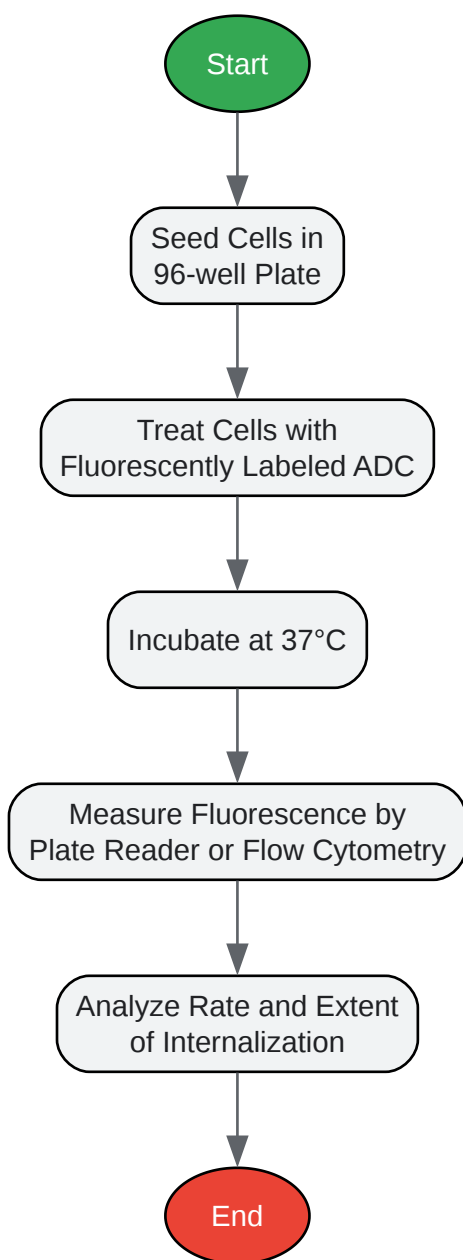 Start
Seed Cells in
96-well Plate
Treat Cells with
Fluorescently Labeled ADC
Incubate at 37°C
Measure Fluorescence by
Plate Reader or Flow Cytometry
Analyze Rate and Extent
of Internalization
End